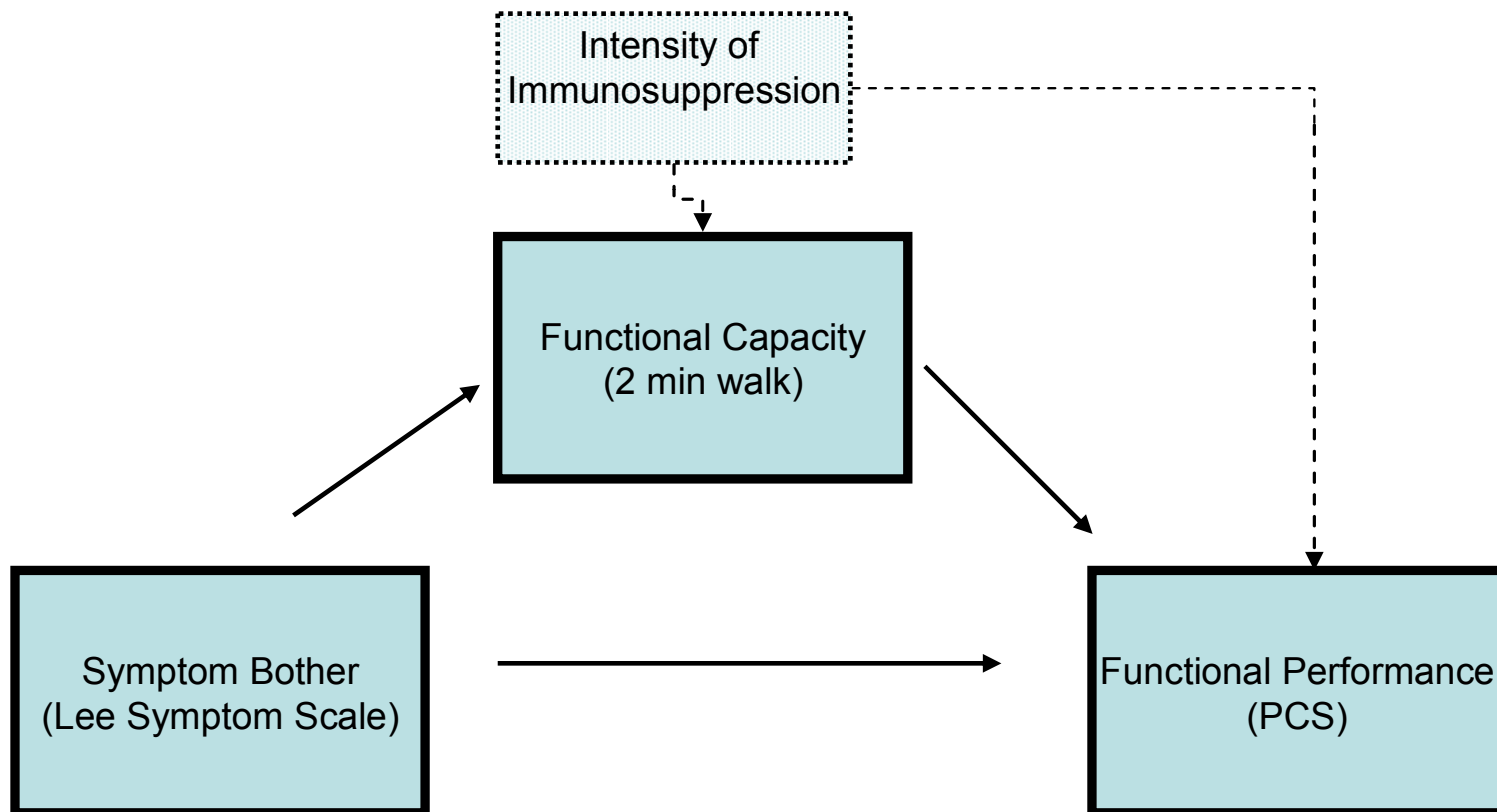 Intensity of
Immunosuppression
Functional Capacity
(2 min walk)
Symptom Bother
(Lee Symptom Scale)
Functional Performance
(PCS)